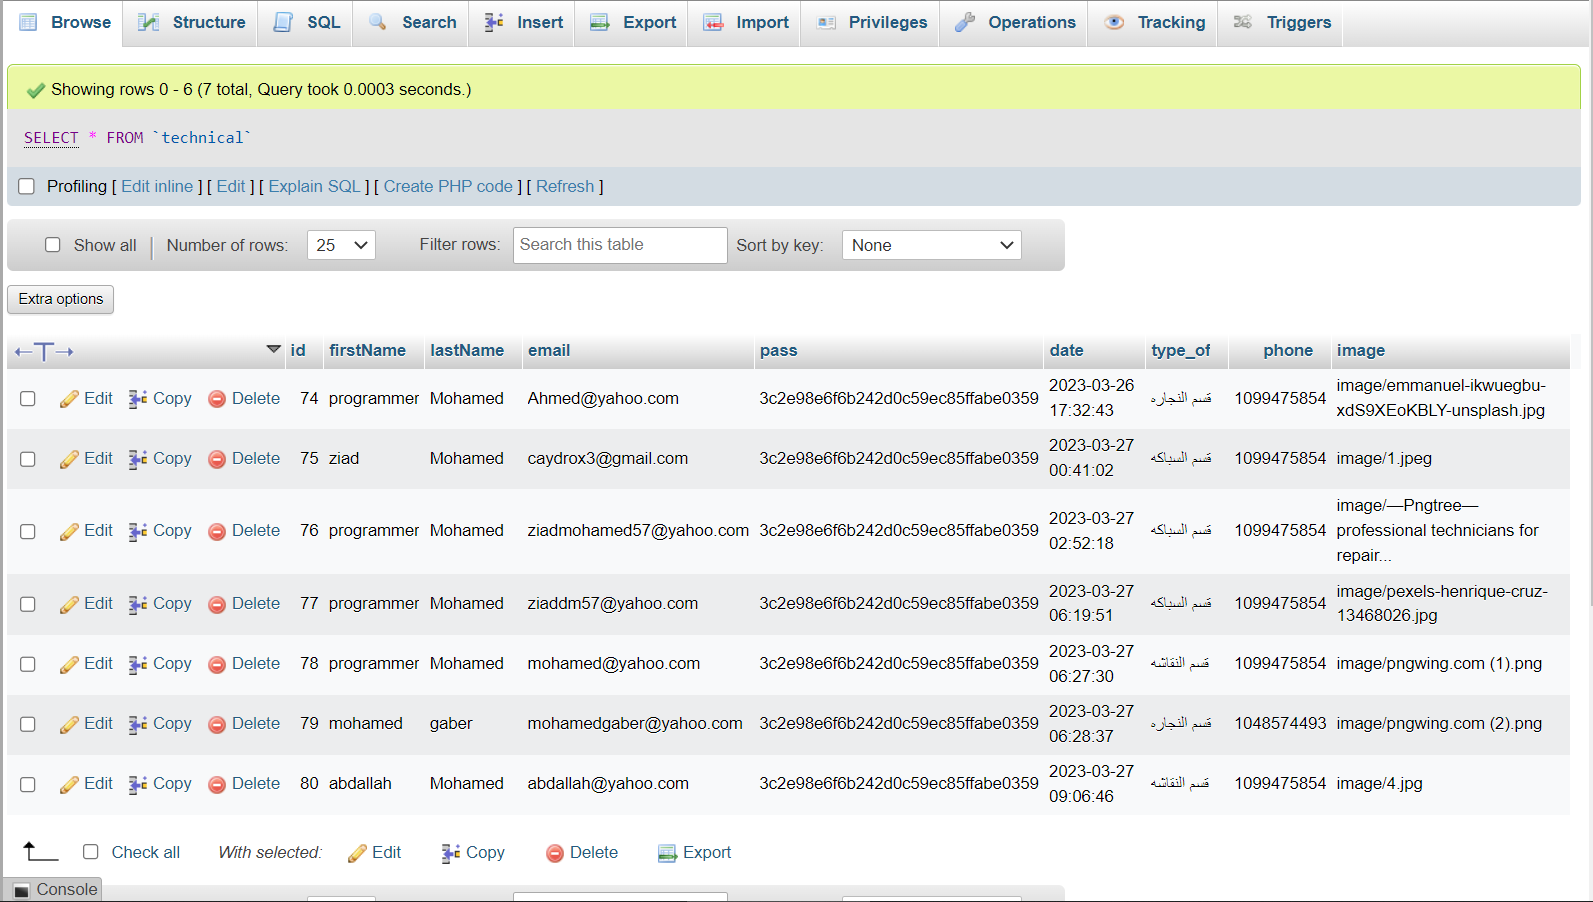 Browse Structure SQL Search Insert Export Import Privileges Operations Tracking Triggers
Showing rows 0 - 6 (7 total, Query took 0.0003 seconds.)
SELECT * FROM `technical`
Profiling [ Edit inline ] [ Edit ] [ Explain SQL ] [ Create PHP code ] [ Refresh ]
Show all | Number of rows: 25 Filter rows: Search this table Sort by key: None
Extra options
←T→ id firstName lastName email pass date type_of phone image
Edit Copy Delete 74 programmer Mohamed Ahmed@yahoo.com 3c2e98e6f6b242d0c59ec85ffabe0359 2023-03-26 قسم النجاره 1099475854 image/emmanuel-ikwuegbu-
17:32:43 xdS9XEoKBLY-unsplash.jpg
Edit Copy Delete 75 ziad Mohamed caydrox3@gmail.com 3c2e98e6f6b242d0c59ec85ffabe0359 2023-03-27 قسم السباكه 1099475854 image/1.jpeg
00:41:02
Edit Copy Delete 76 programmer Mohamed ziadmohamed57@yahoo.com 3c2e98e6f6b242d0c59ec85ffabe0359 2023-03-27 قسم السباكه 1099475854 image/—Pngtree—
02:52:18 professional technicians for
repair...
Edit Copy Delete 77 programmer Mohamed ziaddm57@yahoo.com 3c2e98e6f6b242d0c59ec85ffabe0359 2023-03-27 قسم السباكه 1099475854 image/pexels-henrique-cruz-
06:19:51 13468026.jpg
Edit Copy Delete 78 programmer Mohamed mohamed@yahoo.com 3c2e98e6f6b242d0c59ec85ffabe0359 2023-03-27 قسم النقاشه 1099475854 image/pngwing.com (1).png
06:27:30
Edit Copy Delete 79 mohamed gaber mohamedgaber@yahoo.com 3c2e98e6f6b242d0c59ec85ffabe0359 2023-03-27 قسم النجاره 1048574493 image/pngwing.com (2).png
06:28:37
Edit Copy Delete 80 abdallah Mohamed abdallah@yahoo.com 3c2e98e6f6b242d0c59ec85ffabe0359 2023-03-27 قسم النقاشه 1099475854 image/4.jpg
09:06:46
Check all With selected: Edit Copy Delete Export
Console